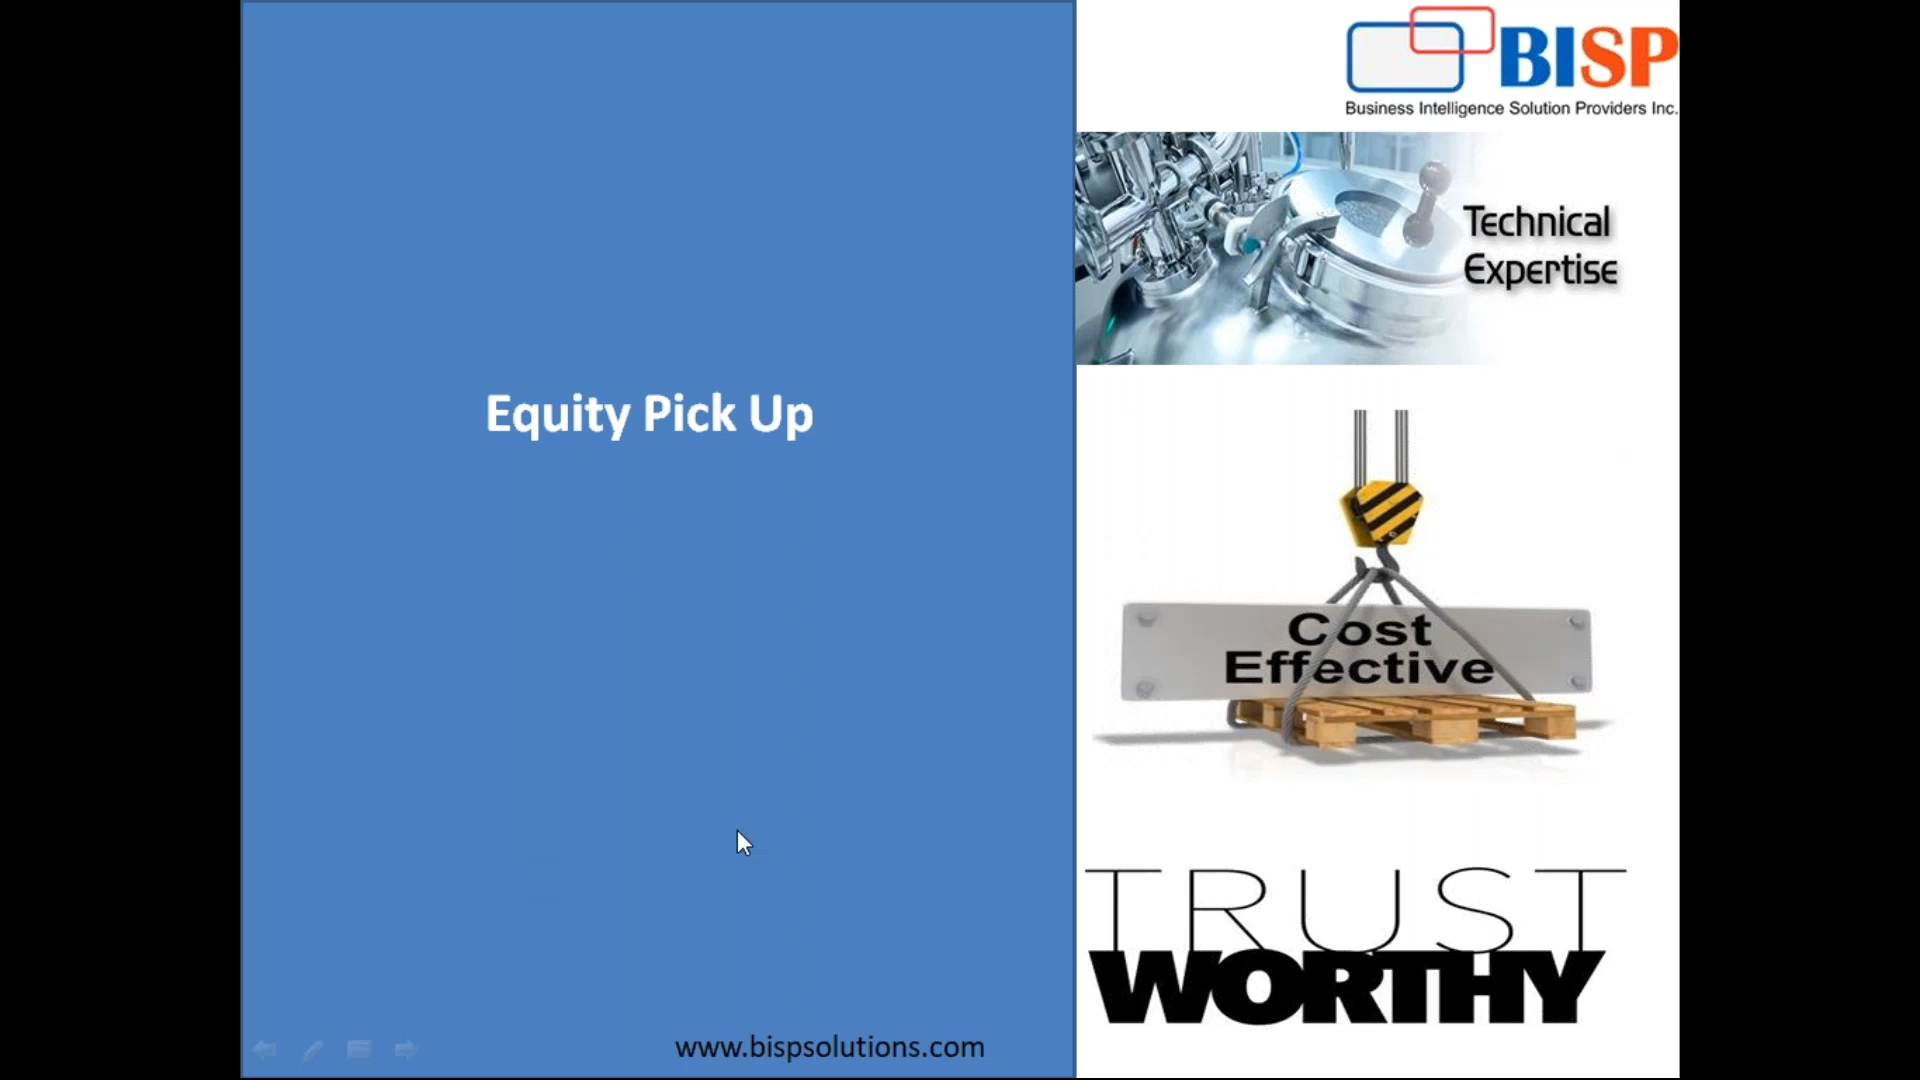 Equity Pick Up
www.bispsolutions.com
BISP
Business Intelligence Solution Providers Inc.
Technical
Expertise
Cost
Effective
TRUST
WORTHY